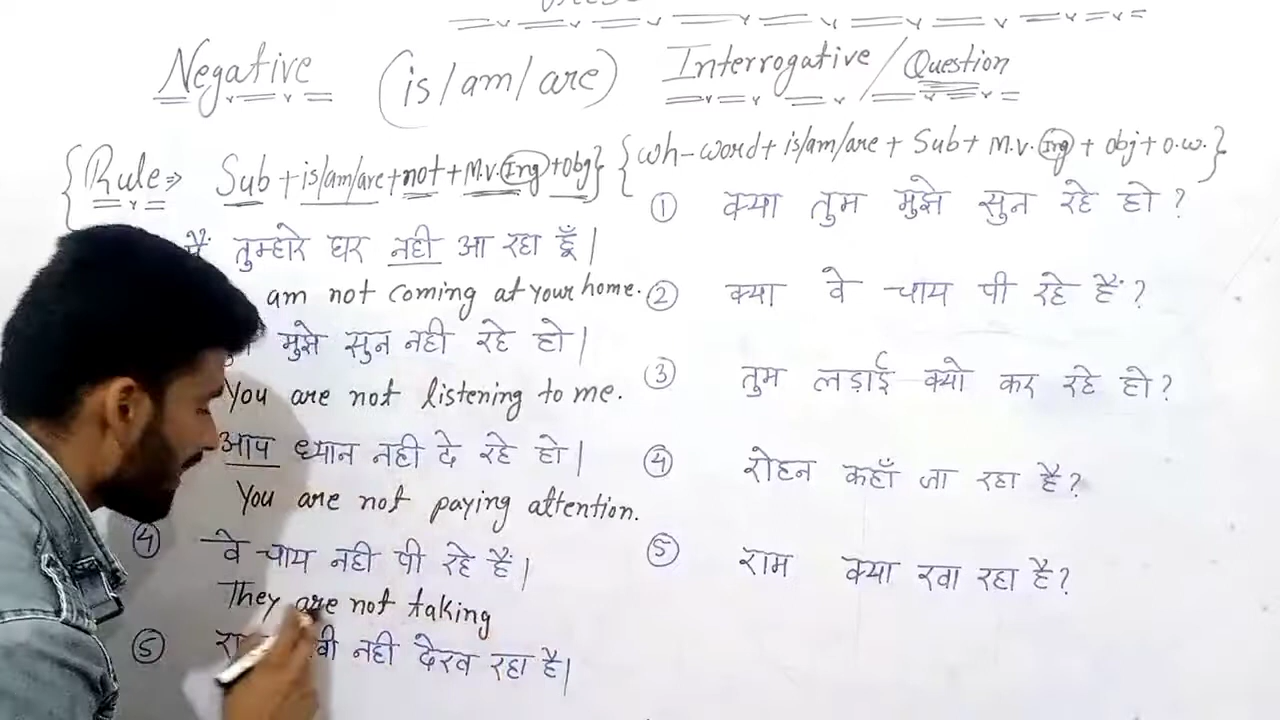 Negative (is/am/are) Interrogative/Question
{Rule⇒ Sub + is/am/are + not + M.v. Ing + Obj}
तुम्हारे घर नही आ रहा हूँ।
am not coming at your home.
मुझे सुन नही रहे हो।
You are not listening to me.
आप ध्यान नही दे रहे हो।
You are not paying attention.
④ वे चाय नही पी रहे हैं।
They are not taking
⑤ नही देख रहा है।
{wh-word + is/am/are + Sub + M.v. Ing + obj + o.w.}
① क्या तुम मुझे सुन रहे हो ?
② क्या वे चाय पी रहे हैं ?
③ तुम लड़ाई क्यो कर रहे हो ?
④ रोहन कहाँ जा रहा है ?
⑤ राम क्या खा रहा है ?